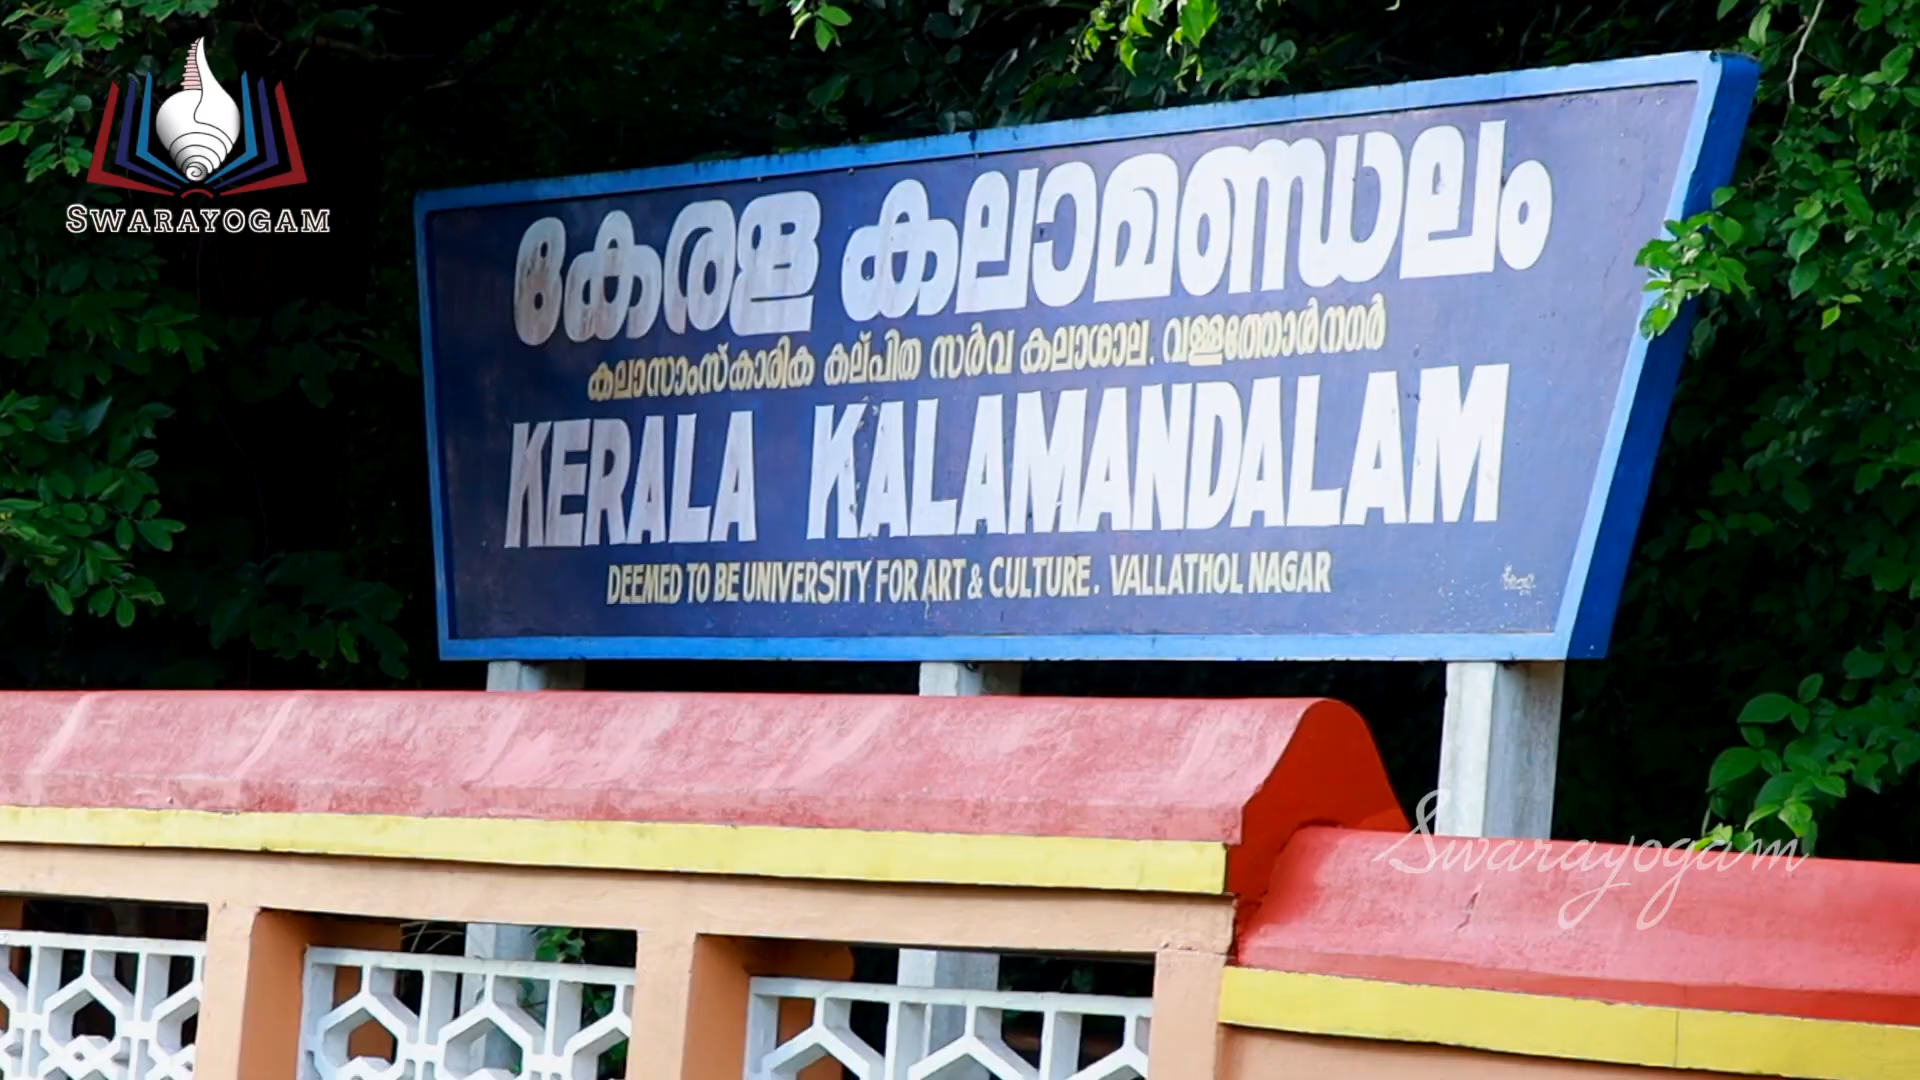 SWARAYOGAM
കേരള കലാമണ്ഡലം
കലാസാംസ്കാരിക കല്പിത സർവ കലാശാല. വള്ളത്തോൾനഗർ
KERALA KALAMANDALAM
DEEMED TO BE UNIVERSITY FOR ART & CULTURE. VALLATHOL NAGAR
Swarayogam